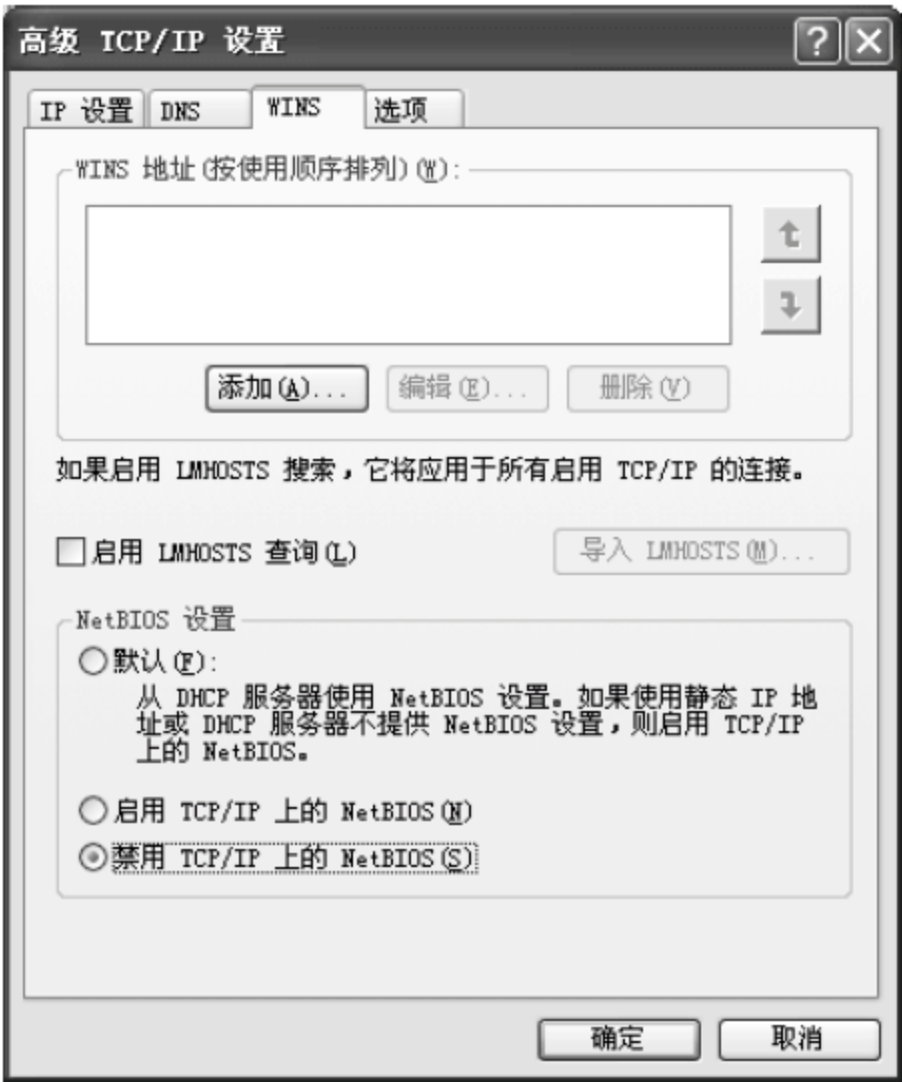 高级 TCP/IP 设置
IP 设置 DNS WINS 选项
WINS 地址(按使用顺序排列)(W):
添加(A)... 编辑(E)... 删除(V)
如果启用 LMHOSTS 搜索，它将应用于所有启用 TCP/IP 的连接。
启用 LMHOSTS 查询(L) 导入 LMHOSTS(M)...
NetBIOS 设置
默认(F):
从 DHCP 服务器使用 NetBIOS 设置。如果使用静态 IP 地
址或 DHCP 服务器不提供 NetBIOS 设置，则启用 TCP/IP
上的 NetBIOS。
启用 TCP/IP 上的 NetBIOS(N)
禁用 TCP/IP 上的 NetBIOS(S)
确定 取消